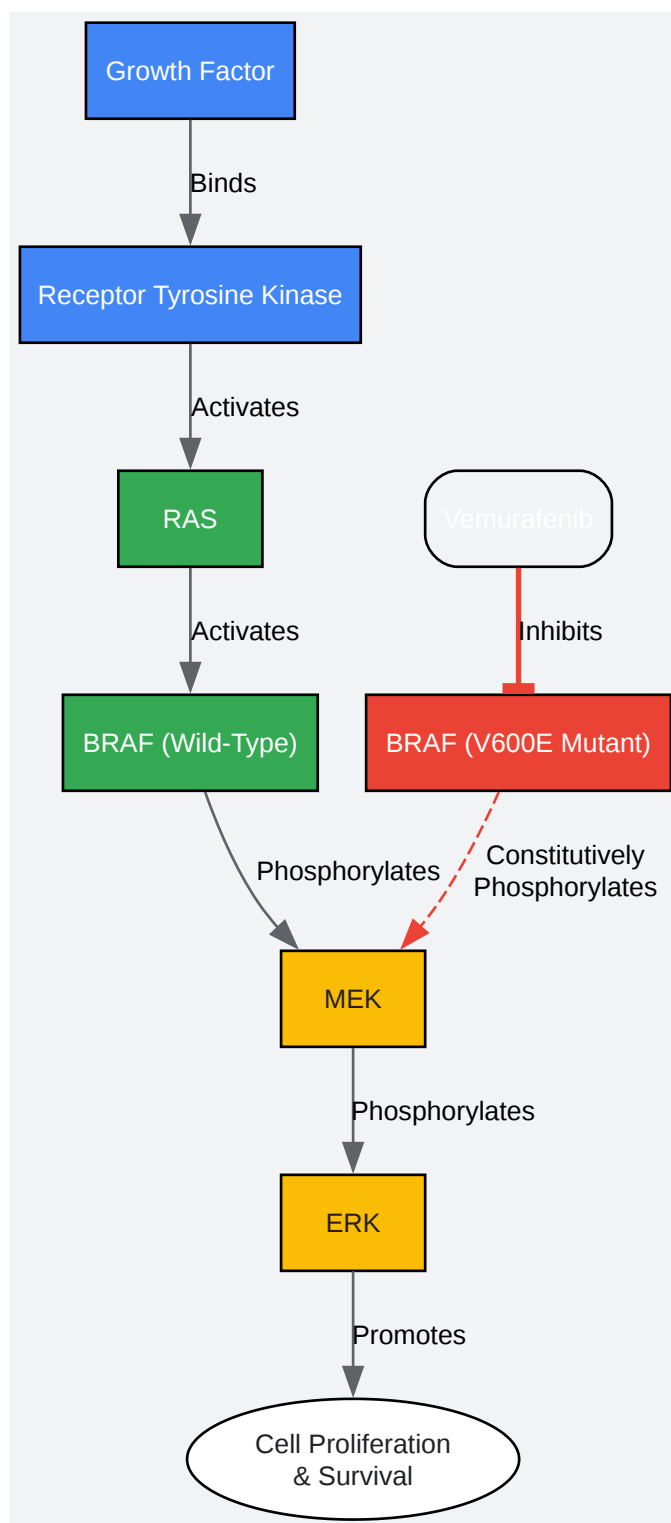 Growth Factor
Binds
Receptor Tyrosine Kinase
Activates
RAS
Vemurafenib
Activates
Inhibits
BRAF (Wild-Type)
BRAF (V600E Mutant)
Phosphorylates
Constitutively
Phosphorylates
MEK
Phosphorylates
ERK
Promotes
Cell Proliferation
& Survival